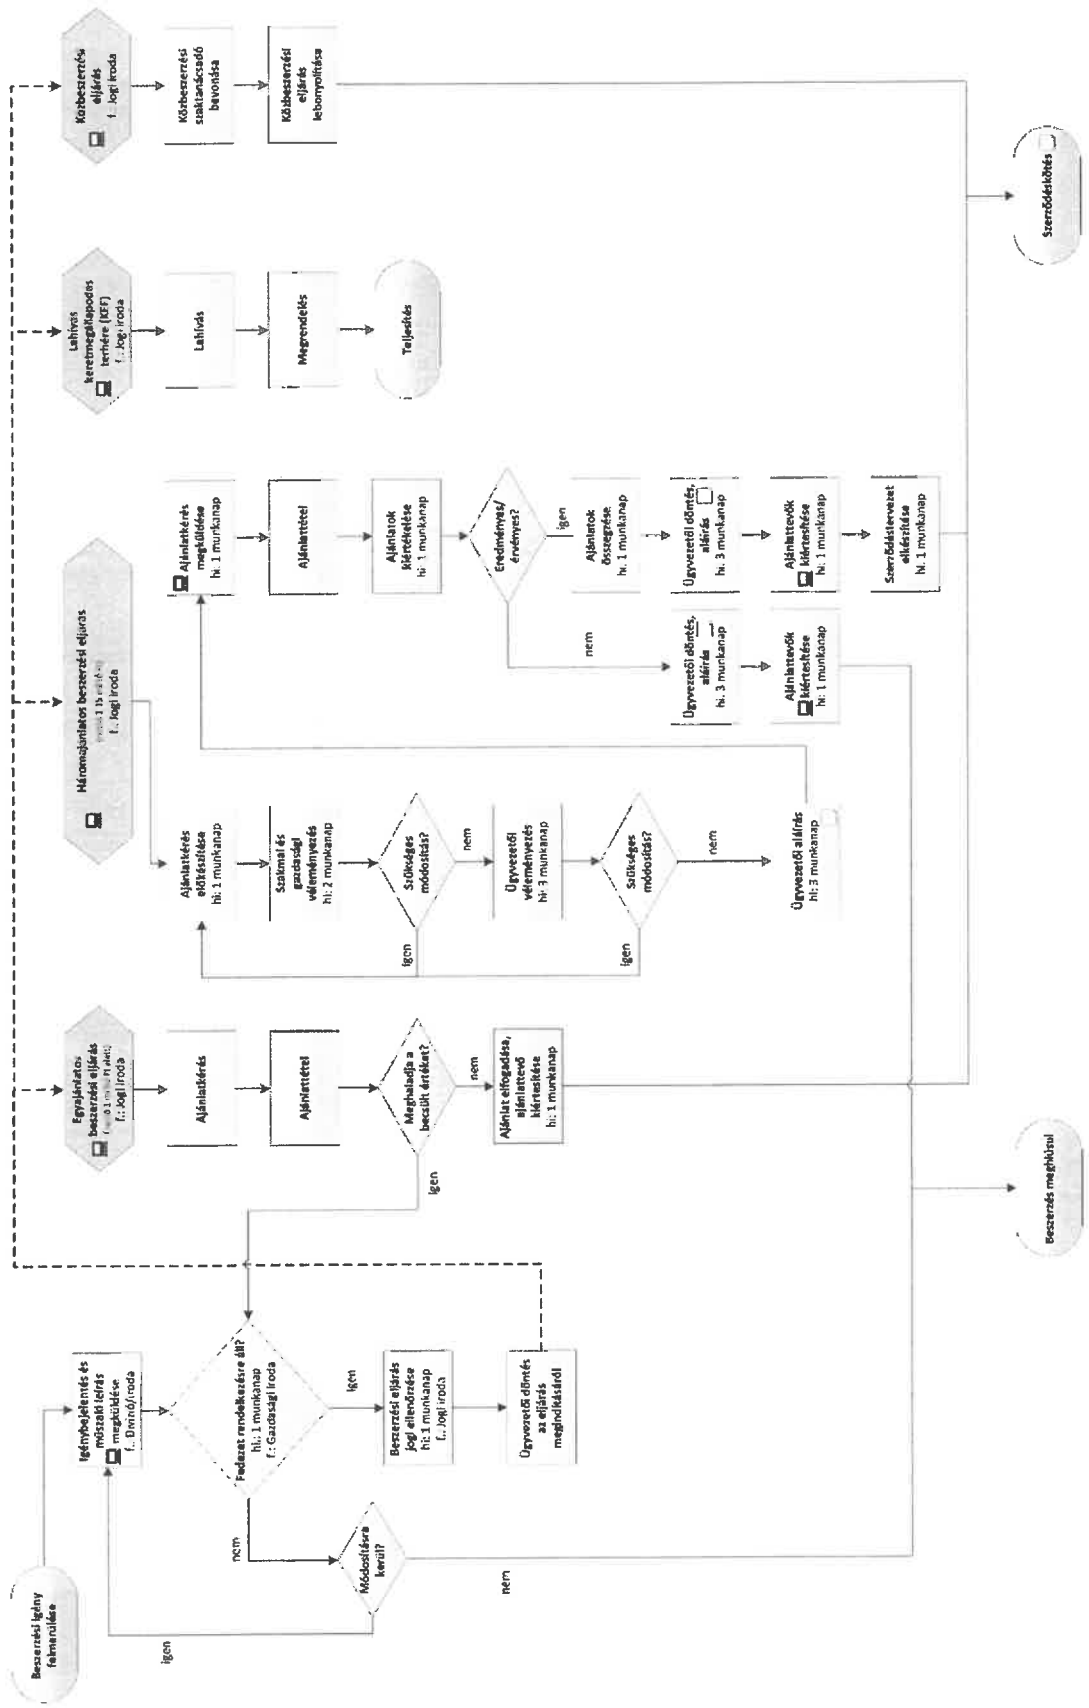 Beszerzési igény
felmerülése
Igénybejelentés és
műszaki leírás
megküldése
f.: Divízió/Iroda
Fedezet rendelkezésre áll?
hi.: 1 munkanap
f.: Gazdasági Iroda
nem
igen
Módosításra
kerül?
igen
nem
Beszerzési eljárás
jogi ellenőrzése
hi: 1 munkanap
f.: Jogi Iroda
Ügyvezetői döntés
az eljárás
megindításáról
Egyajánlatos
beszerzési eljárás
f.: Jogi Iroda
Ajánlatkérés
Ajánlattétel
Meghaladja a
becsült értéket?
igen
nem
Ajánlat elfogadása,
ajánlattevő
kiértesítése
hi: 1 munkanap
Háromajánlatos beszerzési eljárás
f.: Jogi Iroda
Ajánlatkérés
előkészítése
hi: 1 munkanap
Szakmai és
gazdasági
véleményezés
hi: 2 munkanap
Szükséges
módosítás?
igen
nem
Ügyvezetői
véleményezés
hi: 3 munkanap
Szükséges
módosítás?
igen
nem
Ügyvezetői aláírás
hi: 3 munkanap
Ajánlatkérés
megküldése
hi: 1 munkanap
Ajánlattétel
Ajánlatok
kiértékelése
hi: 1 munkanap
Eredményes/
érvényes?
nem
igen
Ügyvezetői döntés,
aláírás
hi. 3 munkanap
Ajánlattevők
kiértesítése
hi: 1 munkanap
Ajánlatok
összegzése
hi. 1 munkanap
Ügyvezetői döntés,
aláírás
hi. 3 munkanap
Ajánlattevők
kiértesítése
hi: 1 munkanap
Szerződéstervezet
elkészítése
hi. 1 munkanap
Lehívás
keretmegállapodás
terhére (KEF)
f.: Jogi Iroda
Lehívás
Megrendelés
Teljesítés
Közbeszerzési
eljárás
f.: Jogi Iroda
Közbeszerzési
szaktanácsadó
bevonása
Közbeszerzési
eljárás
lebonyolítása
Beszerzés meghiúsul
Szerződéskötés